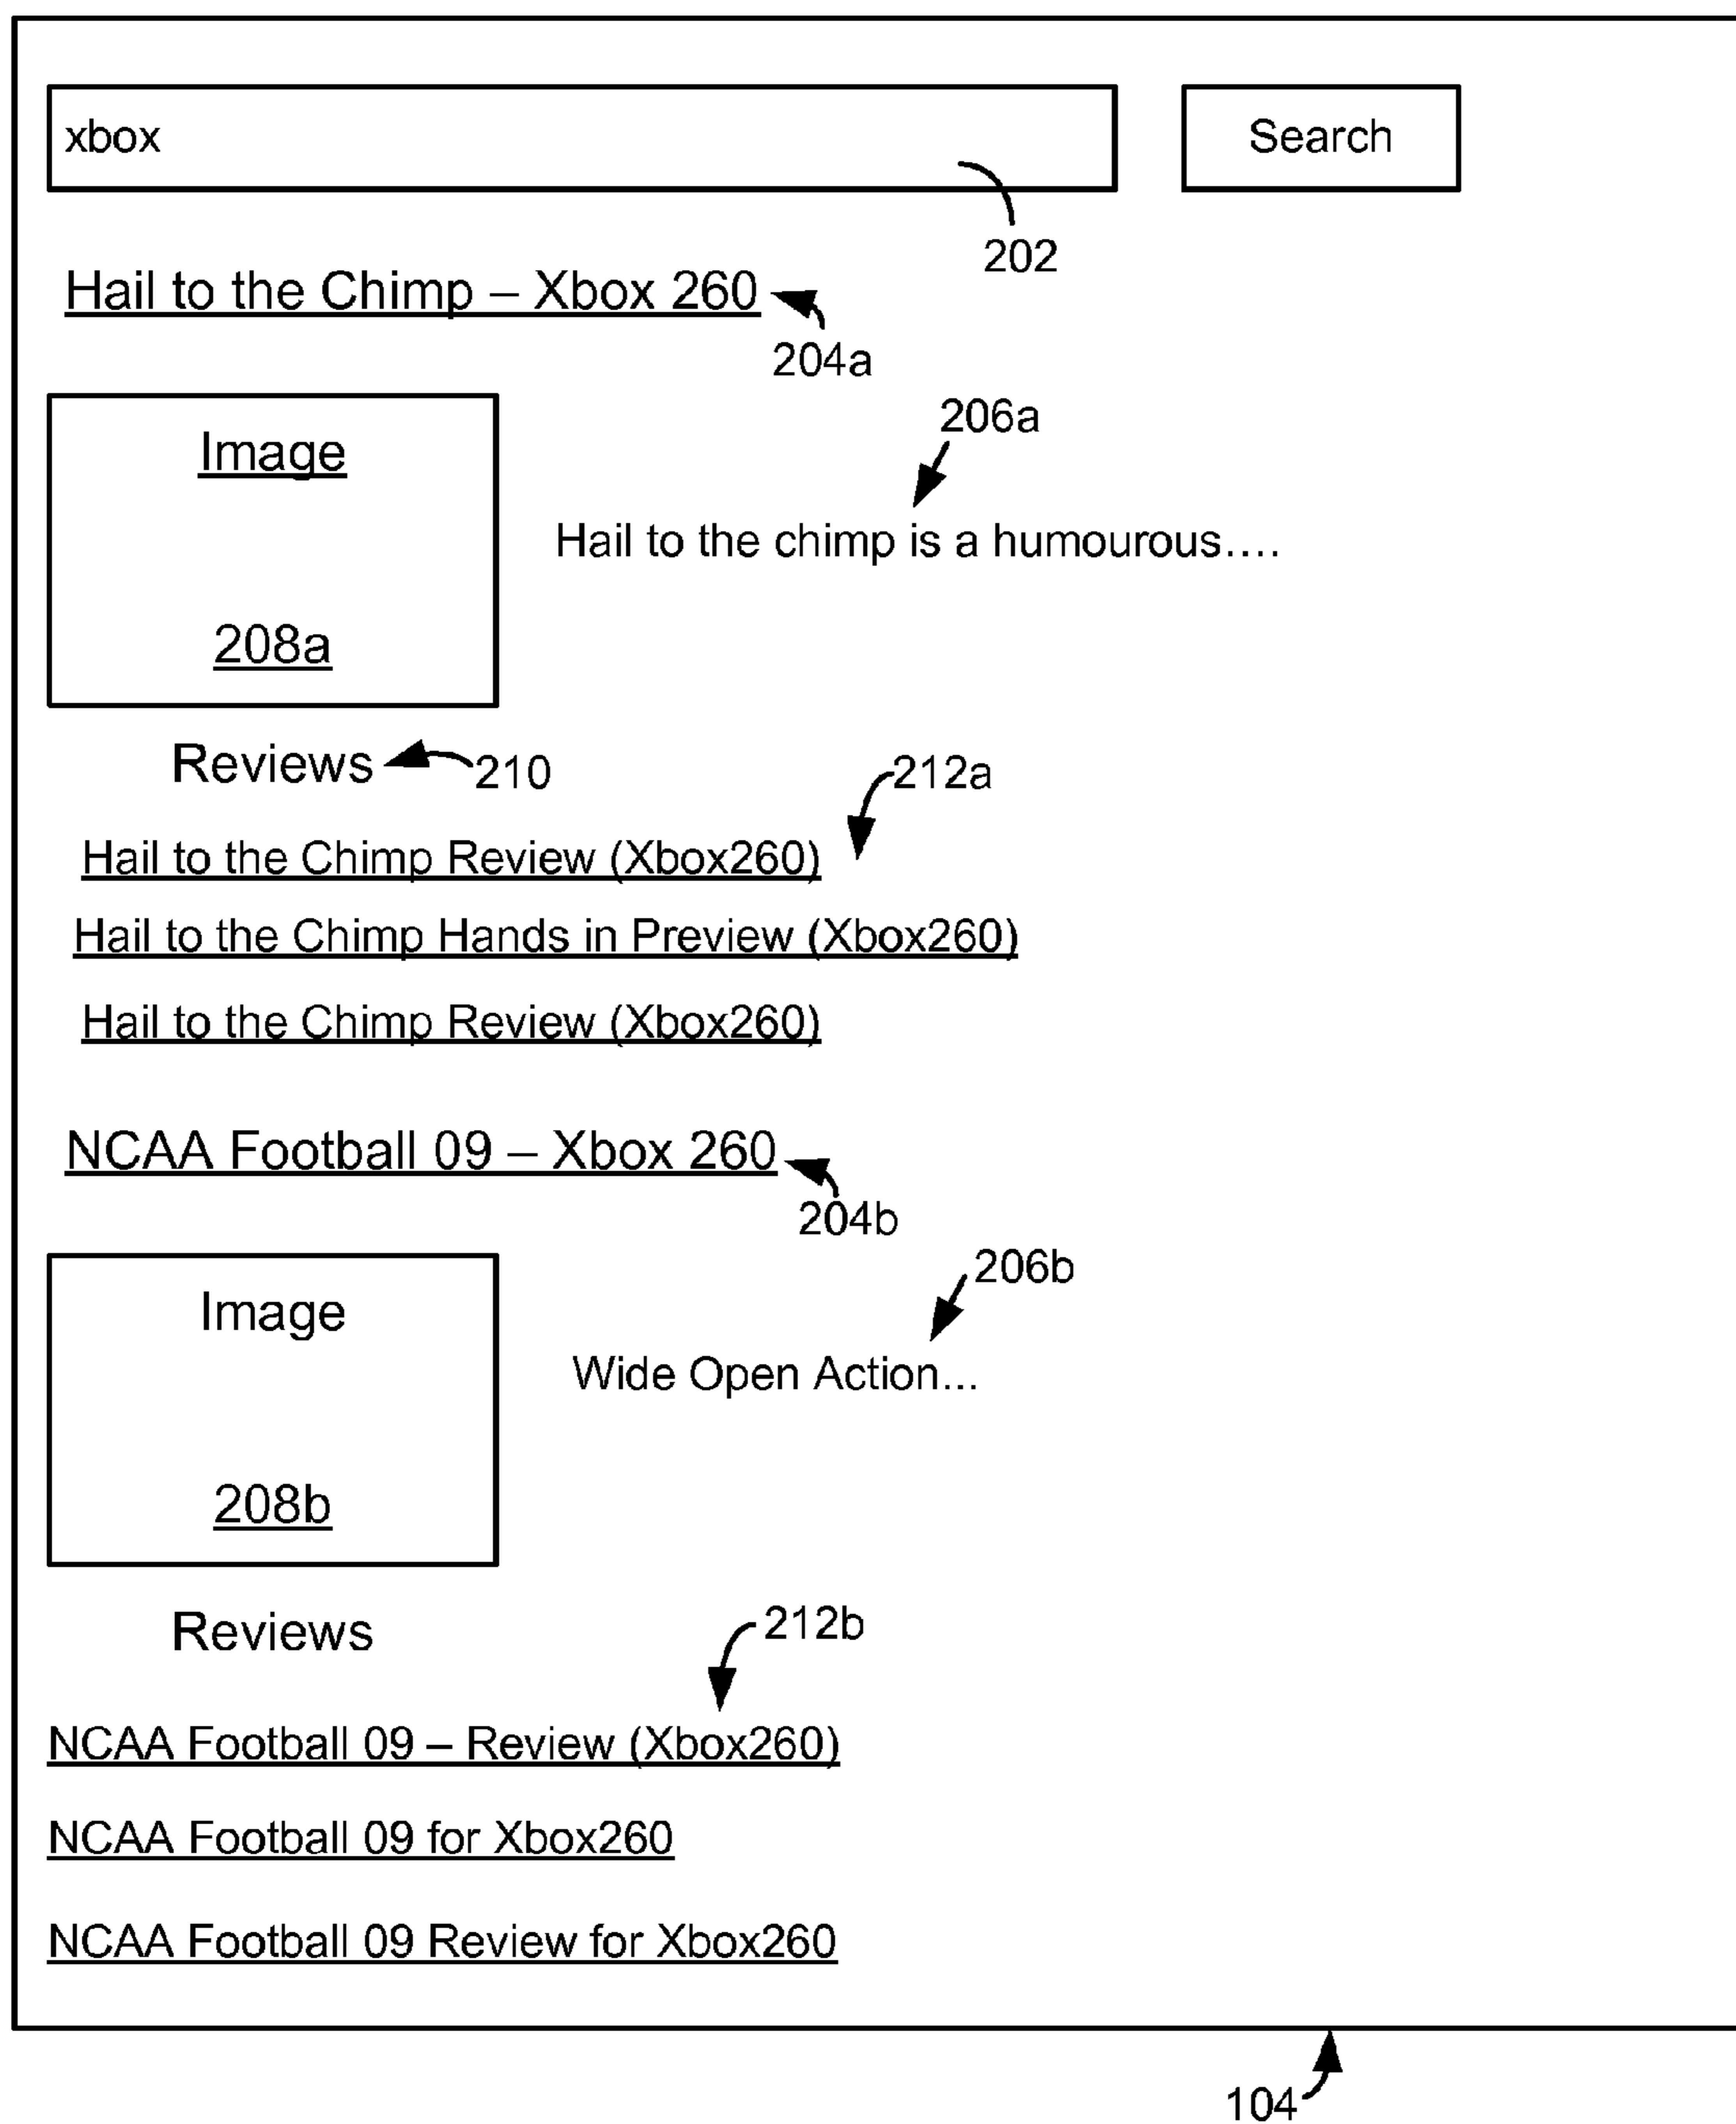 xbox Search
202
Hail to the Chimp – Xbox 260
204a
206a
Image
Hail to the chimp is a humourous....
208a
Reviews 210
212a
Hail to the Chimp Review (Xbox260)
Hail to the Chimp Hands in Preview (Xbox260)
Hail to the Chimp Review (Xbox260)
NCAA Football 09 – Xbox 260
204b
206b
Image
Wide Open Action...
208b
Reviews
212b
NCAA Football 09 – Review (Xbox260)
NCAA Football 09 for Xbox260
NCAA Football 09 Review for Xbox260
104